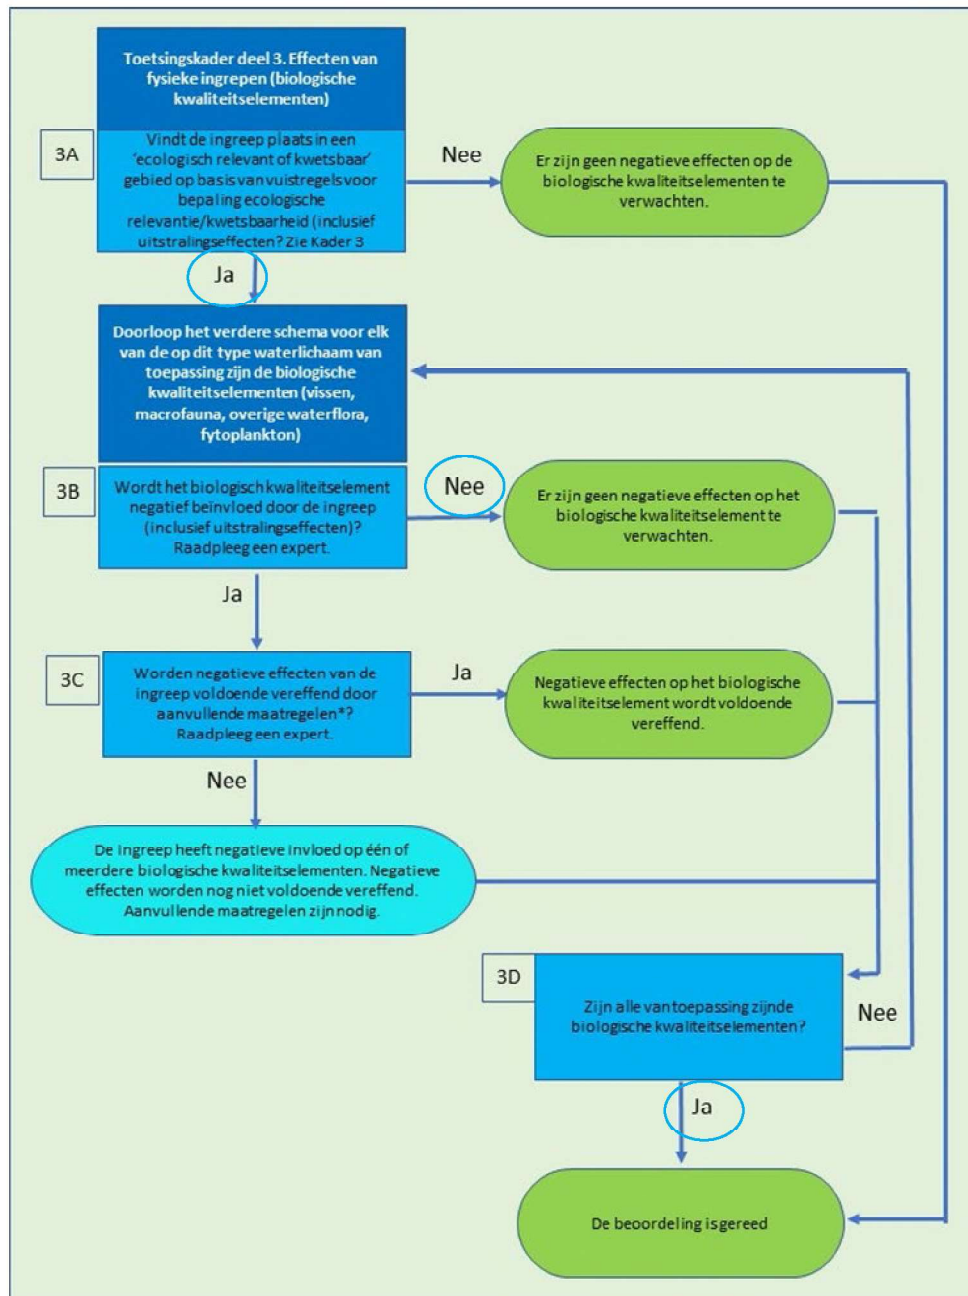 Toetsingskader deel 3. Effecten van
fysieke ingrepen (biologische
kwaliteitselementen)
3A
Vindt de ingreep plaats in een
'ecologisch relevant of kwetsbaar'
gebied op basis van vuistregels voor
bepaling ecologische
relevantie/kwetsbaarheid (inclusief
uitstralingseffecten? Zie Kader 3
Nee
Er zijn geen negatieve effecten op de
biologische kwaliteitselementen te
verwachten.
Ja
Doorloop het verdere schema voor elk
van de op dit type waterlichaam van
toepassing zijn de biologische
kwaliteitselementen (vissen,
macrofauna, overige waterflora,
fytoplankton)
3B
Wordt het biologisch kwaliteitselement
negatief beïnvloed door de ingreep
(inclusief uitstralingseffecten)?
Raadpleeg een expert.
Nee
Er zijn geen negatieve effecten op het
biologische kwaliteitselement te
verwachten.
Ja
3C
Worden negatieve effecten van de
ingreep voldoende vereffend door
aanvullende maatregelen*?
Raadpleeg een expert.
Ja
Negatieve effecten op het biologische
kwaliteitselement wordt voldoende
vereffend.
Nee
De ingreep heeft negatieve invloed op één of
meerdere biologische kwaliteitselementen. Negatieve
effecten worden nog niet voldoende vereffend.
Aanvullende maatregelen zijn nodig.
3D
Zijn alle van toepassing zijnde
biologische kwaliteitselementen?
Nee
Ja
De beoordeling is gereed